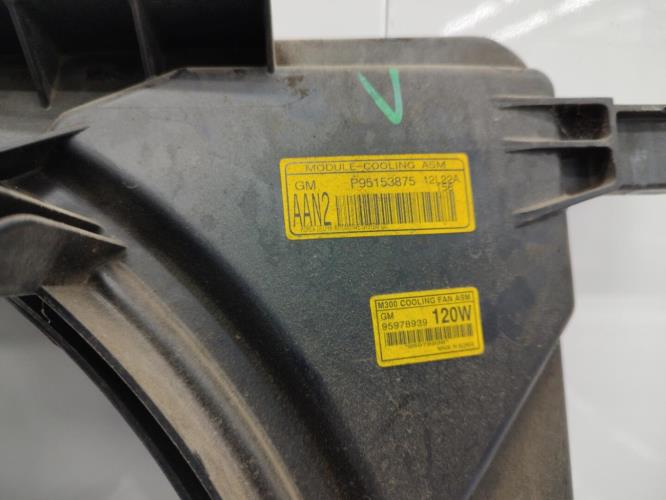 V
MODULE-COOLING ASM
GM P95153875 12L22A
AAN2
M300 COOLING FAN ASM
GM
95978939 120W
MADE IN KOREA